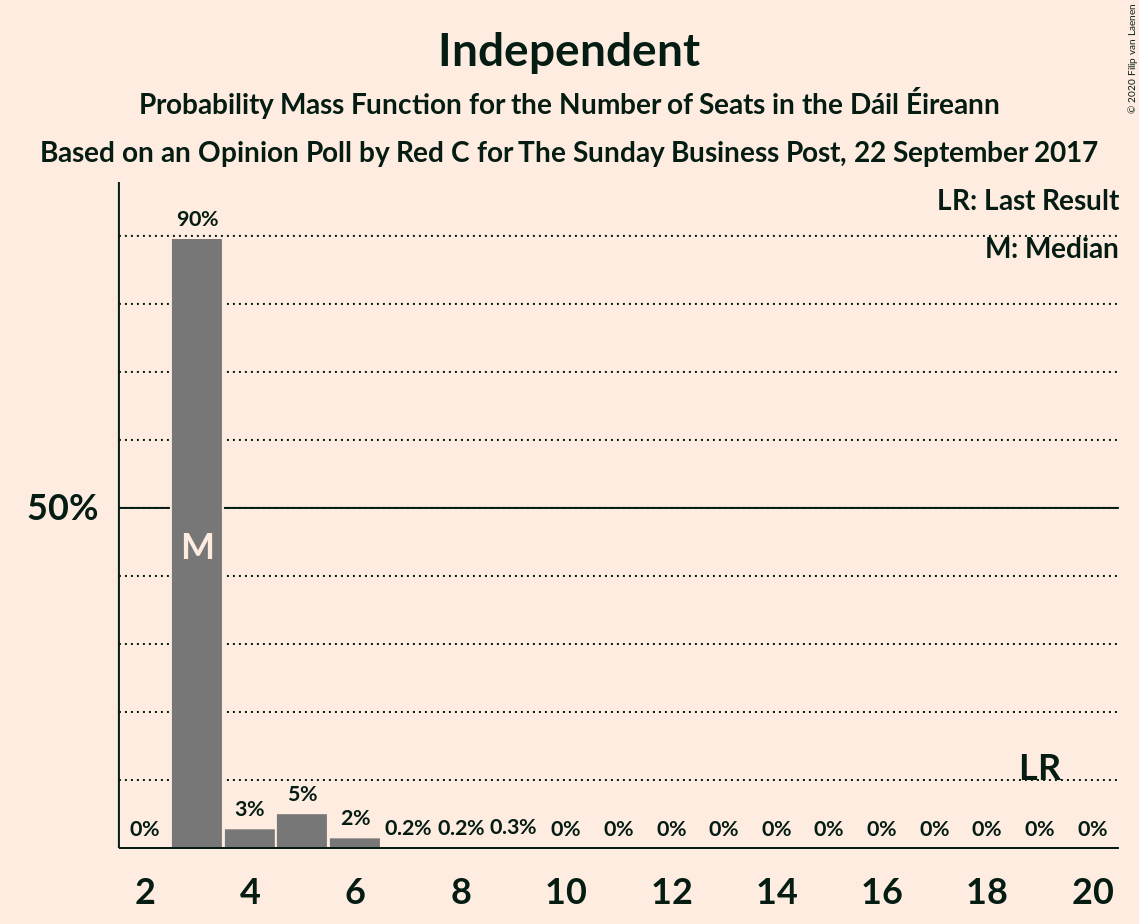 Independent
Probability Mass Function for the Number of Seats in the Dáil Éireann
Based on an Opinion Poll by Red C for The Sunday Business Post, 22 September 2017
© 2020 Filip van Laenen
LR: Last Result
M: Median
90%
50%
M
LR
0% 3% 5% 2% 0.2% 0.2% 0.3% 0% 0% 0% 0% 0% 0% 0% 0% 0% 0% 0%
2 4 6 8 10 12 14 16 18 20